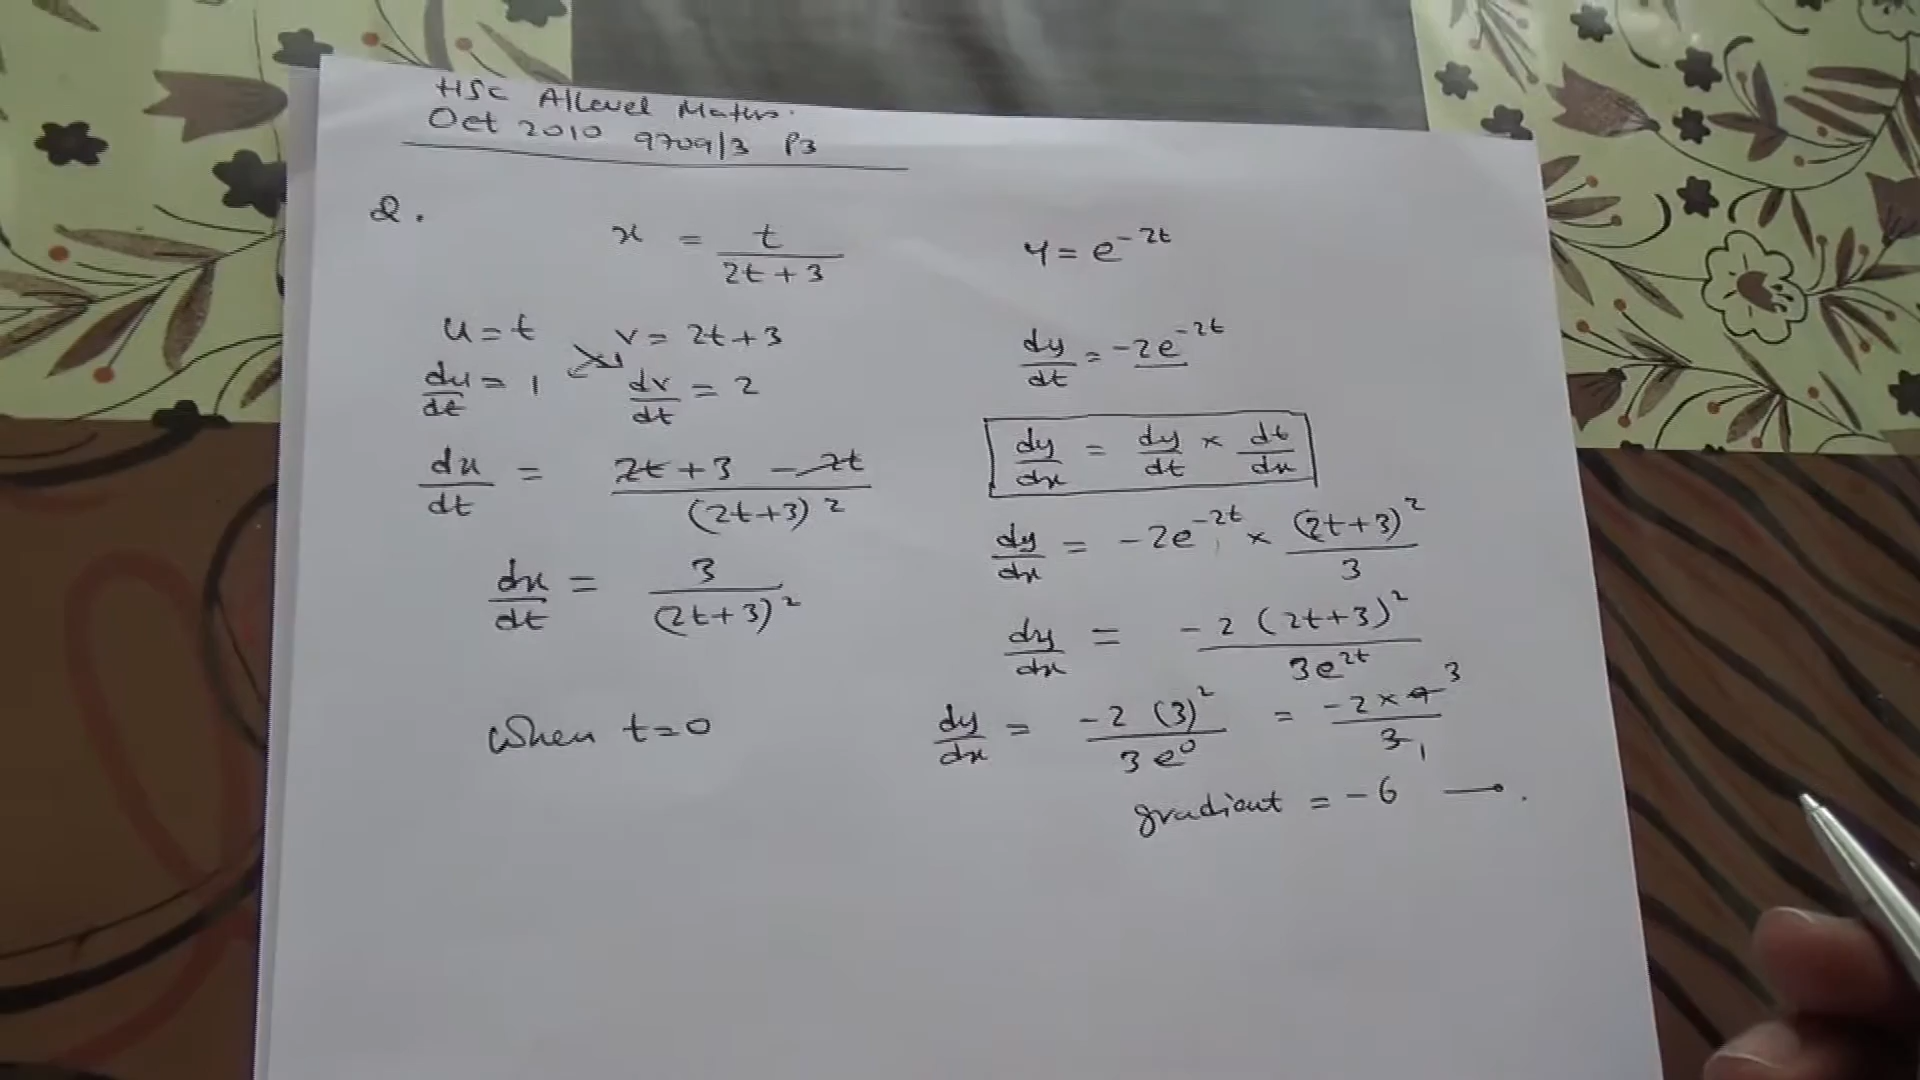 HSC A/Level Maths.
Oct 2010 9709/3 P3
Q.
x = t / (2t + 3)
y = e^{-2t}
u = t    v = 2t + 3
du/dt = 1    dv/dt = 2
dx/dt = (2t + 3 - 2t) / (2t+3)^2
dx/dt = 3 / (2t+3)^2
When t = 0
dy/dt = -2e^{-2t}
dy/dx = dy/dt × dt/dx
dy/dx = -2e^{-2t} × (2t+3)^2 / 3
dy/dx = -2 (2t+3)^2 / 3e^{2t}
dy/dx = -2 (3)^2 / 3e^0 = -2 × 9 3 / 3 1
gradient = -6